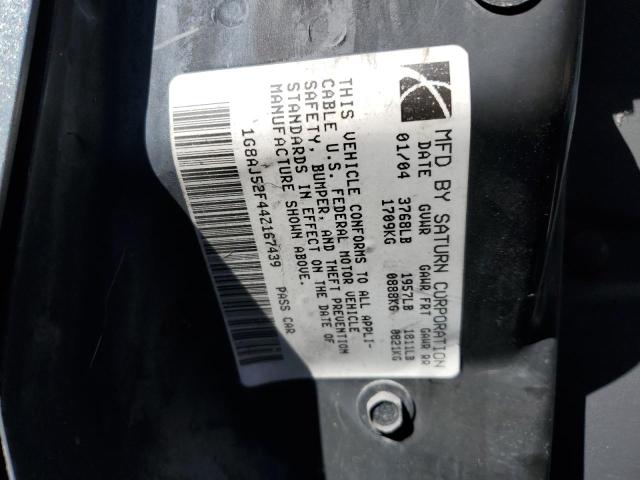 MFD BY SATURN CORPORATION
DATE GVWR GAWR FRT GAWR RR
01/04 3768LB 1957LB 1811LB
1709KG 0888KG 0821KG
THIS VEHICLE CONFORMS TO ALL APPLI-
CABLE U.S. FEDERAL MOTOR VEHICLE
SAFETY, BUMPER, AND THEFT PREVENTION
STANDARDS IN EFFECT ON THE DATE OF
MANUFACTURE SHOWN ABOVE.
1G8AJ52F44Z167439 PASS CAR